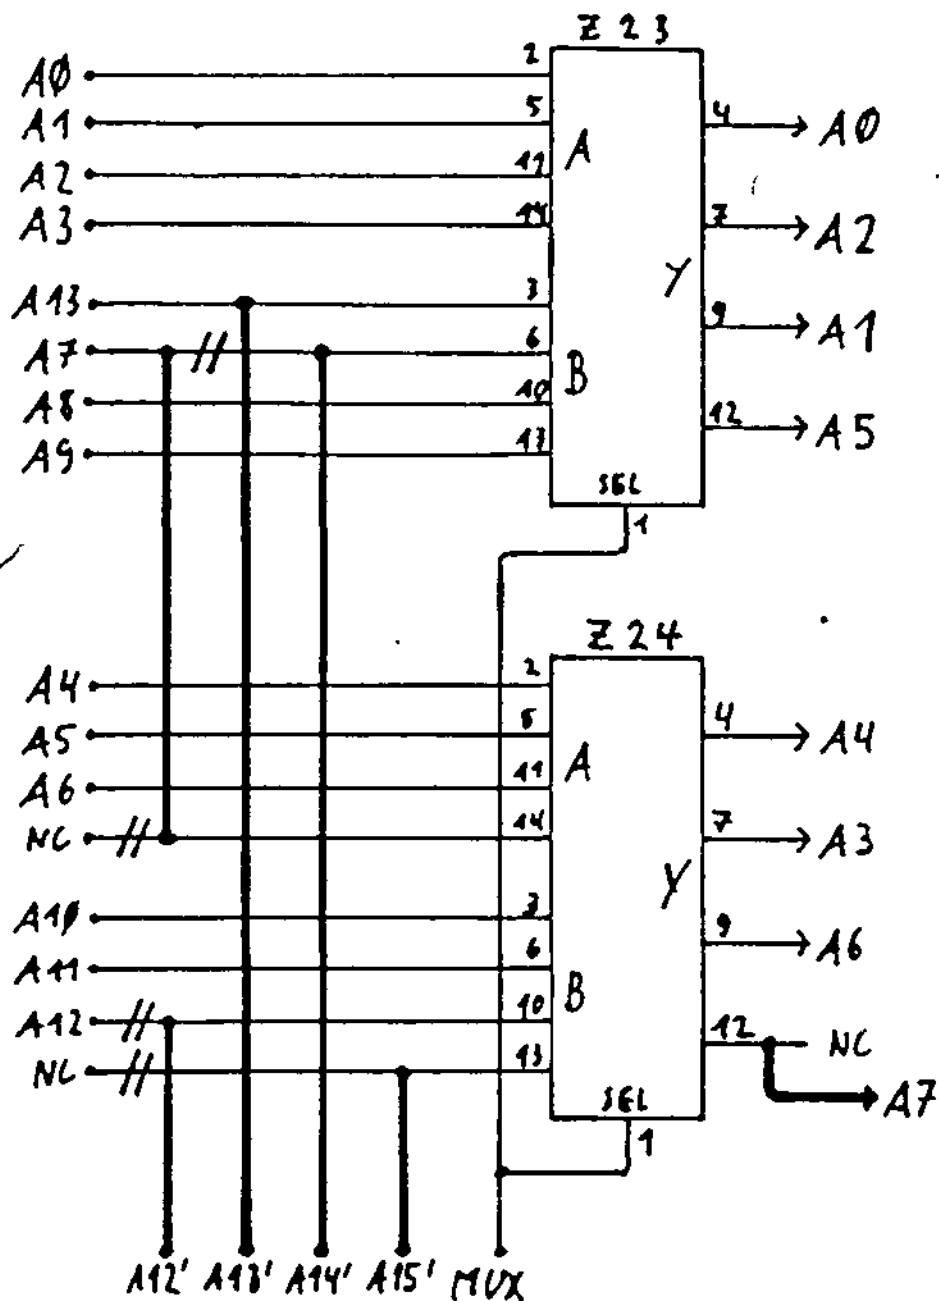 Z 23
A0 2
A1 5 4 A0
A2 11 A
A3 14 7 A2
Y
A13 3 9 A1
A7 6
B
A8 10 12 A5
A9 13
SEL
1
Z 24
A4 2
A5 5 4 A4
A6 11 A
NC 14 7 A3
Y
A10 3 9 A6
A11 6
B
A12 10 12 NC
NC 13
SEL A7
1
A12' A13' A14' A15' MUX